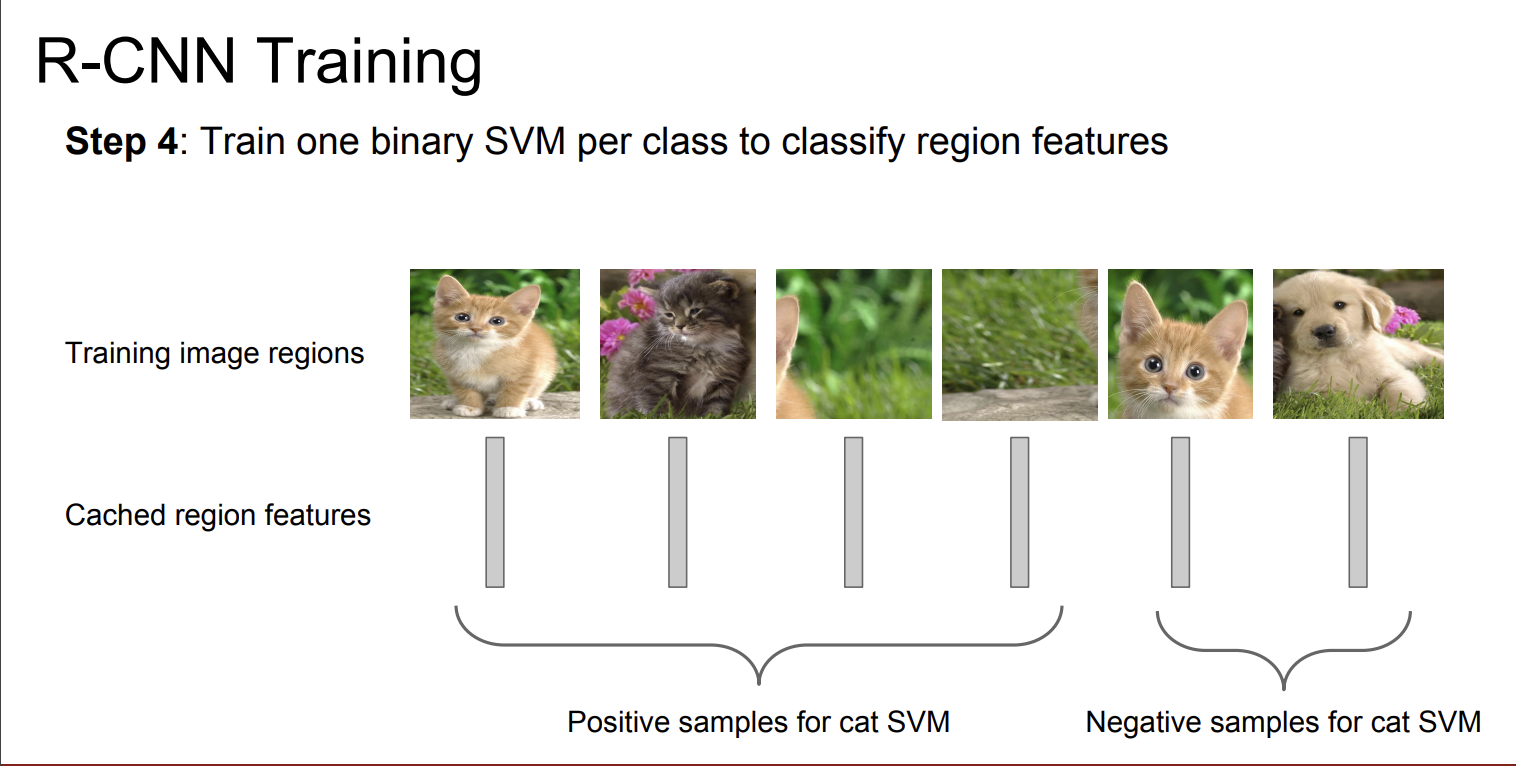 R-CNN Training
Step 4: Train one binary SVM per class to classify region features
Training image regions
Cached region features
Positive samples for cat SVM
Negative samples for cat SVM